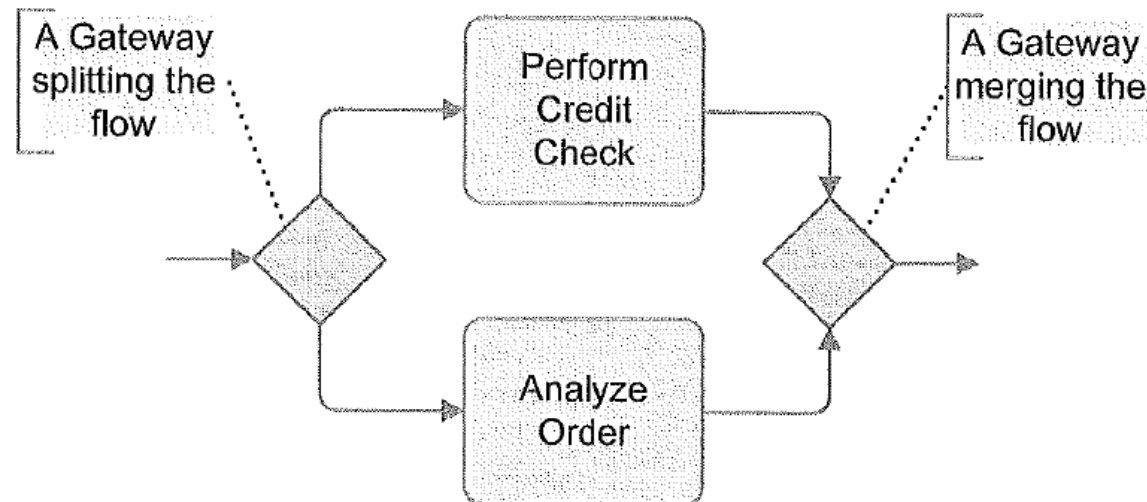 A Gateway
splitting the
flow
Perform
Credit
Check
A Gateway
merging the
flow
Analyze
Order